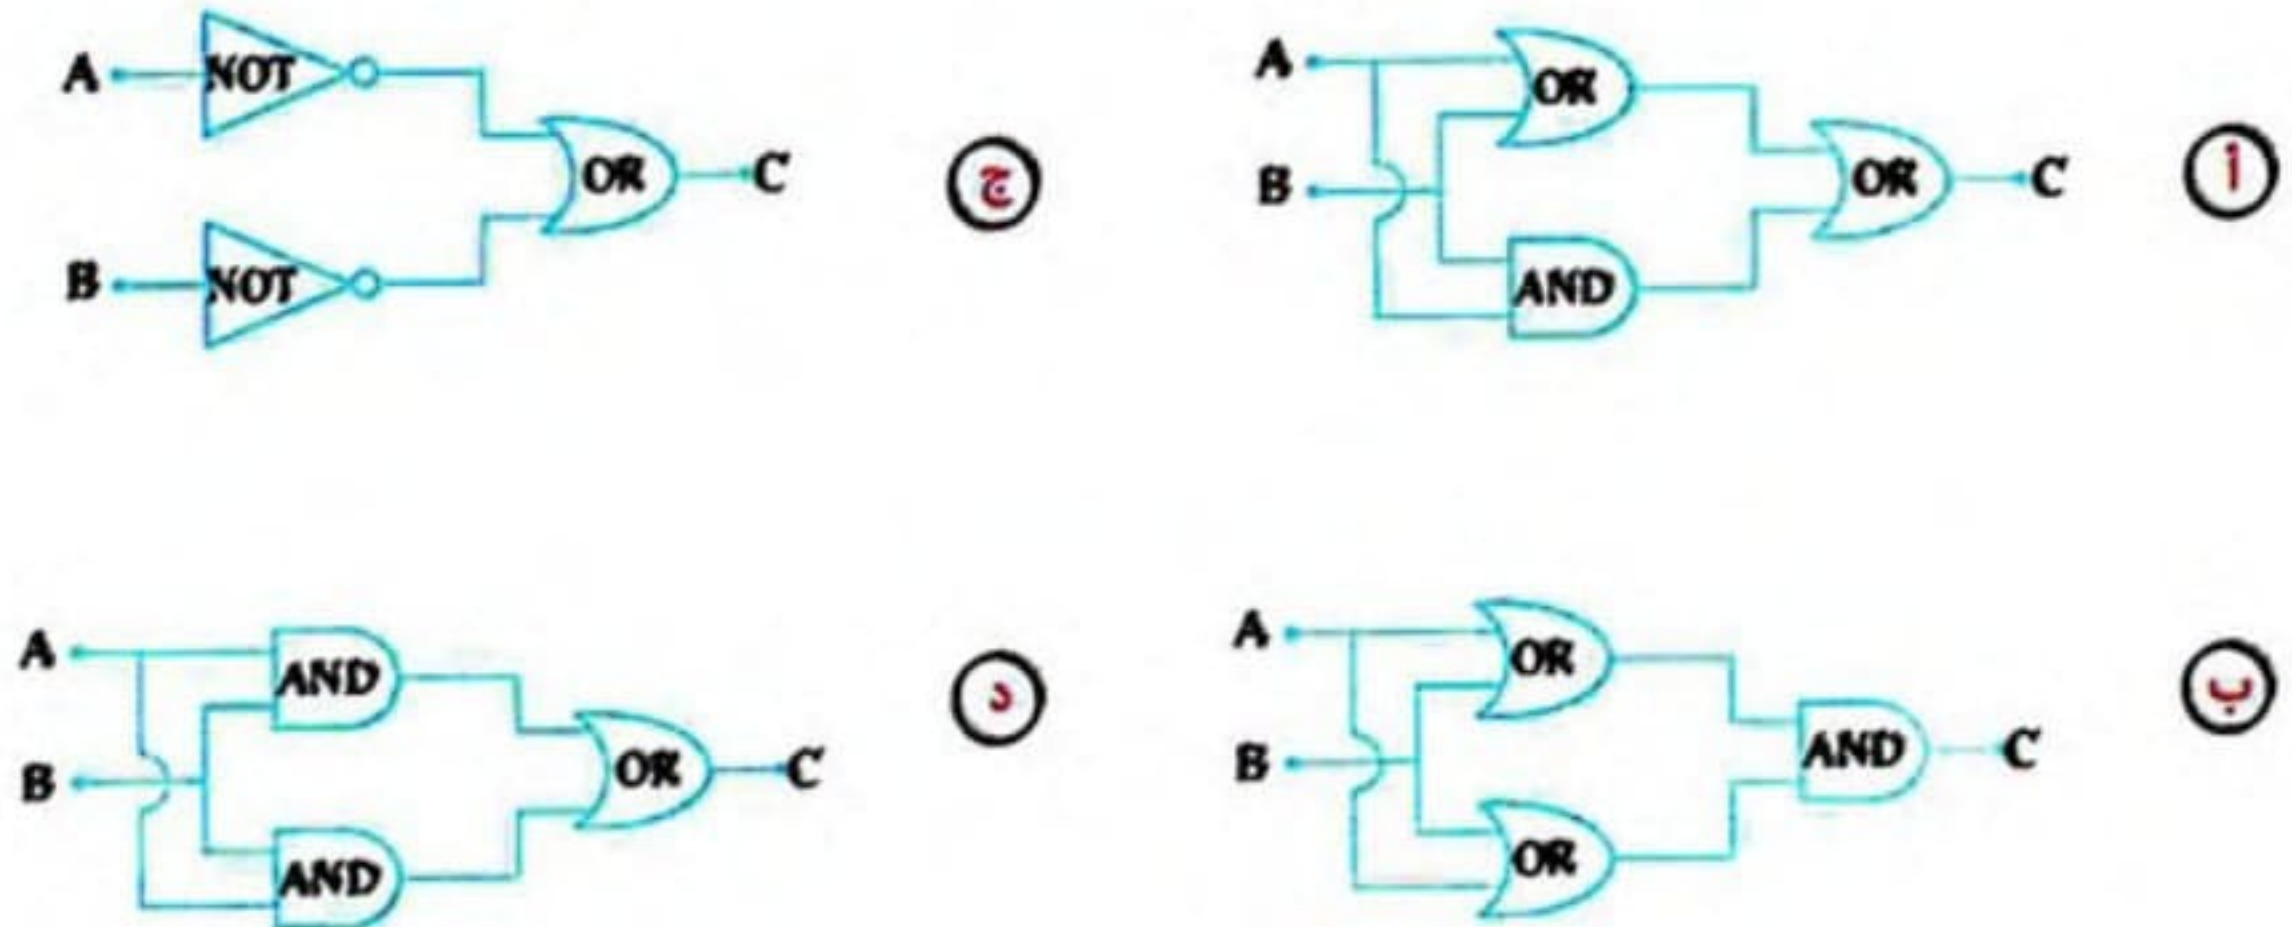 A NOT OR C ج A OR OR C أ
B NOT B AND
A AND OR C د A OR AND C ب
B AND B OR